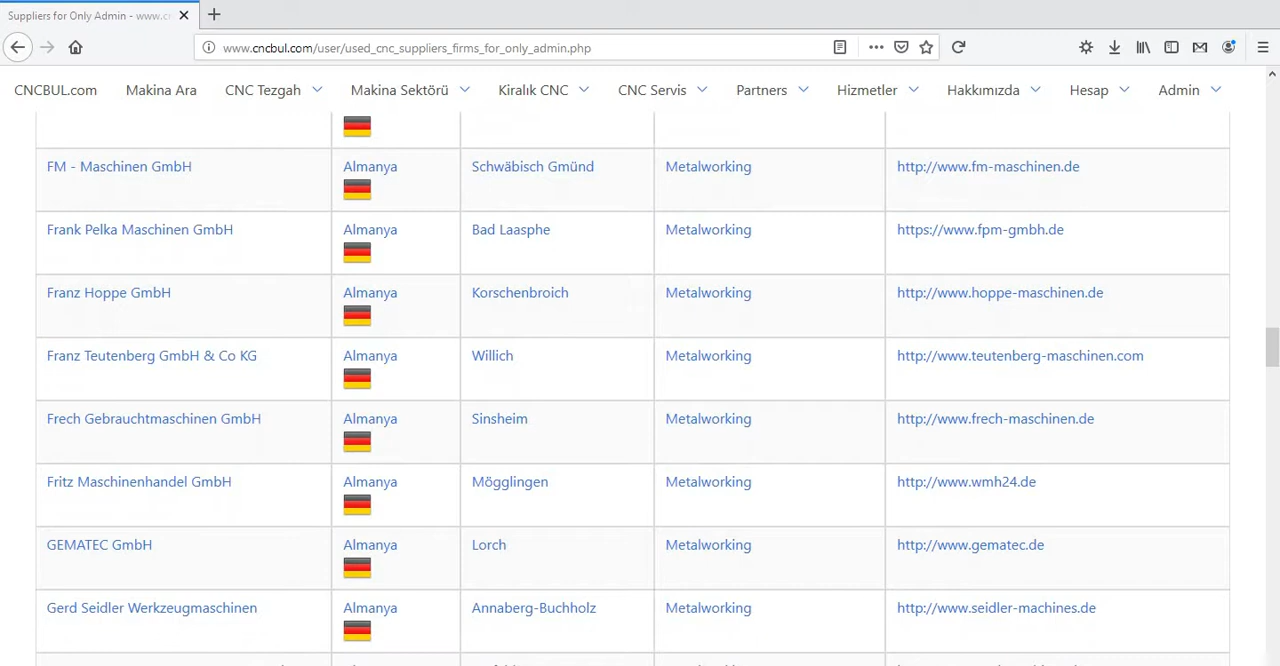 Suppliers for Only Admin - www.cn
www.cncbul.com/user/used_cnc_suppliers_firms_for_only_admin.php
CNCBUL.com Makina Ara CNC Tezgah Makina Sektörü Kiralık CNC CNC Servis Partners Hizmetler Hakkımızda Hesap Admin
FM - Maschinen GmbH Almanya Schwäbisch Gmünd Metalworking http://www.fm-maschinen.de
Frank Pelka Maschinen GmbH Almanya Bad Laasphe Metalworking https://www.fpm-gmbh.de
Franz Hoppe GmbH Almanya Korschenbroich Metalworking http://www.hoppe-maschinen.de
Franz Teutenberg GmbH & Co KG Almanya Willich Metalworking http://www.teutenberg-maschinen.com
Frech Gebrauchtmaschinen GmbH Almanya Sinsheim Metalworking http://www.frech-maschinen.de
Fritz Maschinenhandel GmbH Almanya Mögglingen Metalworking http://www.wmh24.de
GEMATEC GmbH Almanya Lorch Metalworking http://www.gematec.de
Gerd Seidler Werkzeugmaschinen Almanya Annaberg-Buchholz Metalworking http://www.seidler-machines.de